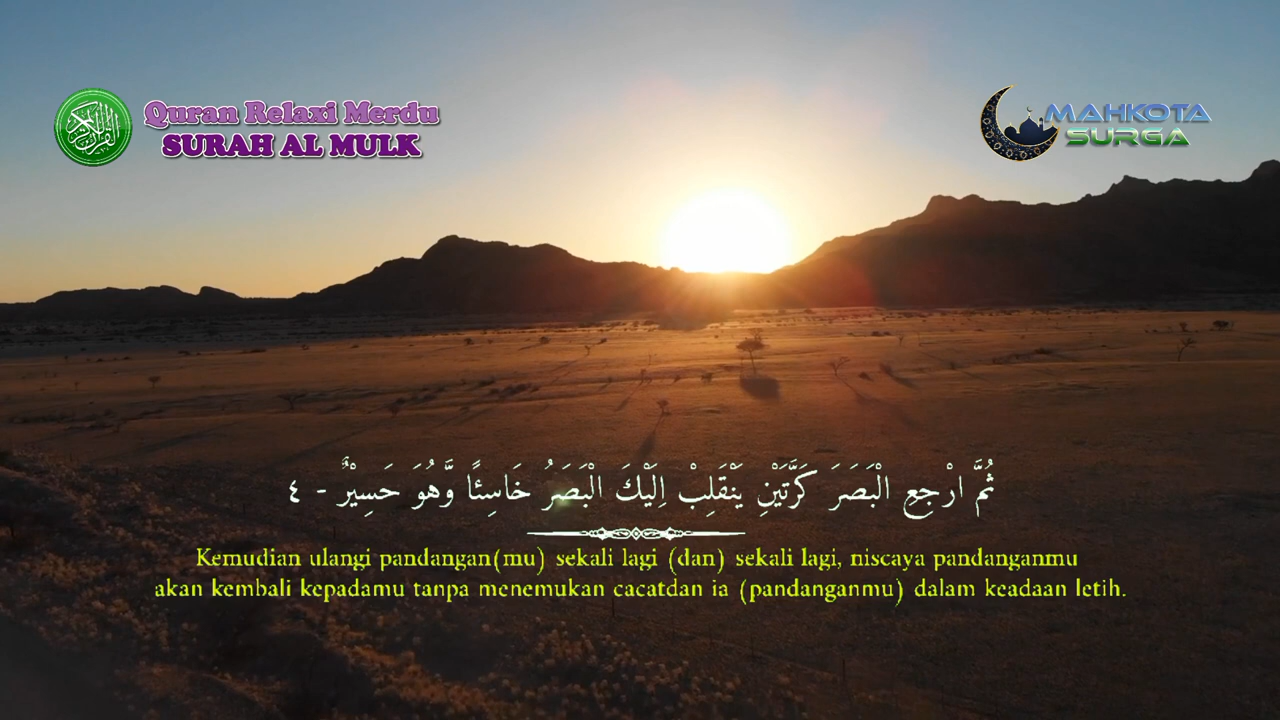 Quran Relaxi Merdu
SURAH AL MULK
MAHKOTA
SURGA
ثُمَّ ارْجِعِ الْبَصَرَ كَرَّتَيْنِ يَنْقَلِبْ اِلَيْكَ الْبَصَرُ خَاسِئًا وَّهُوَ حَسِيْرٌ - ٤
Kemudian ulangi pandangan(mu) sekali lagi (dan) sekali lagi, niscaya pandanganmu
akan kembali kepadamu tanpa menemukan cacatdan ia (pandanganmu) dalam keadaan letih.